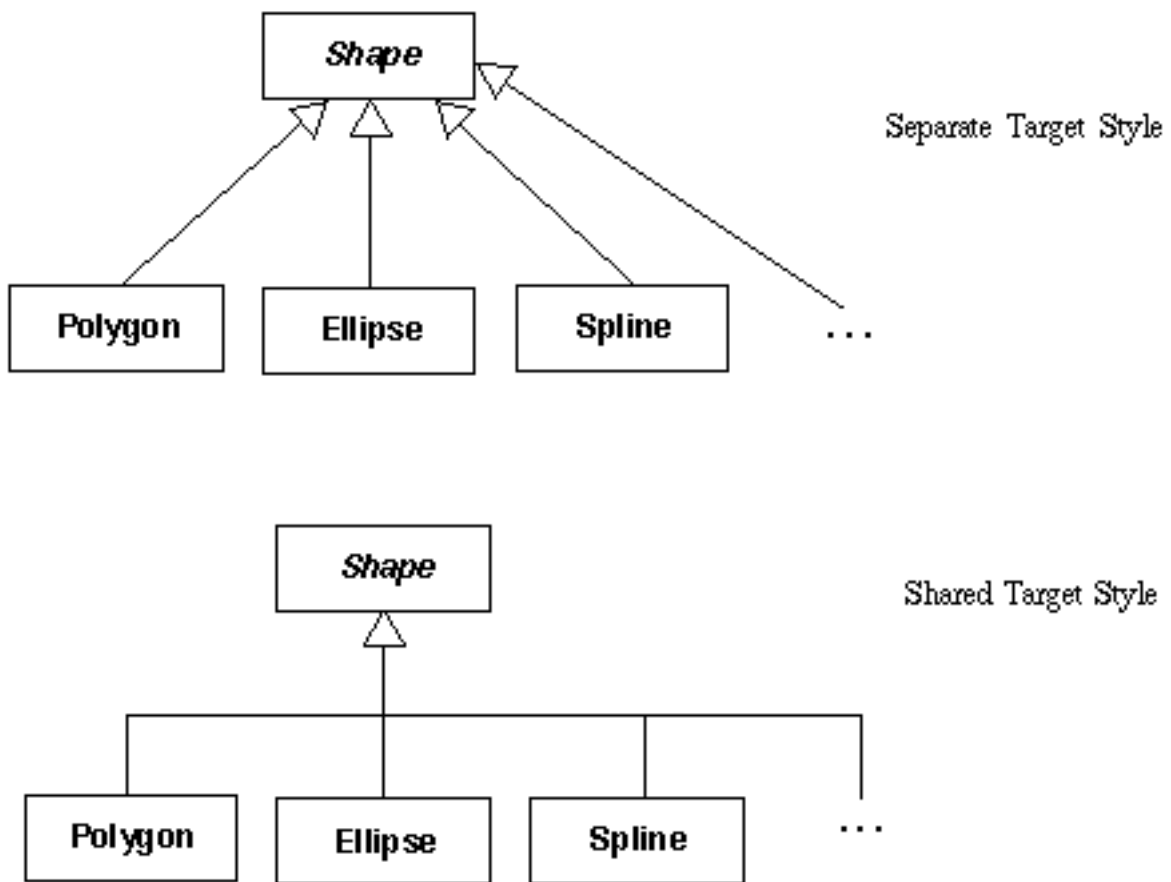 Shape
Separate Target Style
Polygon
Ellipse
Spline
...
Shape
Shared Target Style
Polygon
Ellipse
Spline
...